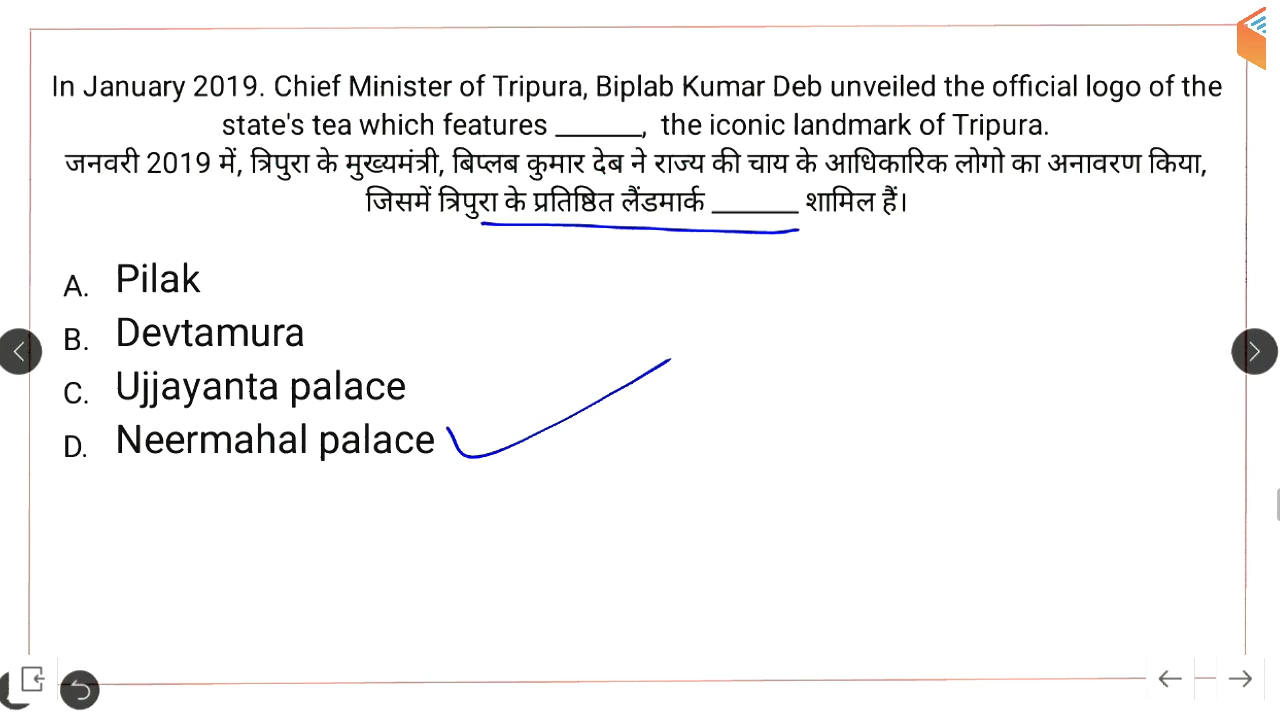 In January 2019. Chief Minister of Tripura, Biplab Kumar Deb unveiled the official logo of the
state's tea which features ______, the iconic landmark of Tripura.
जनवरी 2019 में, त्रिपुरा के मुख्यमंत्री, बिप्लब कुमार देब ने राज्य की चाय के आधिकारिक लोगो का अनावरण किया,
जिसमें त्रिपुरा के प्रतिष्ठित लैंडमार्क ______ शामिल हैं।
A. Pilak
B. Devtamura
C. Ujjayanta palace
D. Neermahal palace